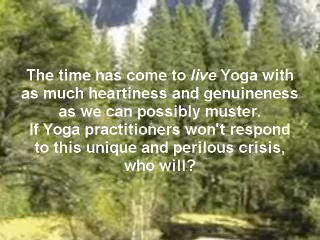 The time has come to live Yoga with
as much heartiness and genuineness
as we can possibly muster.
If Yoga practitioners won't respond
to this unique and perilous crisis,
who will?